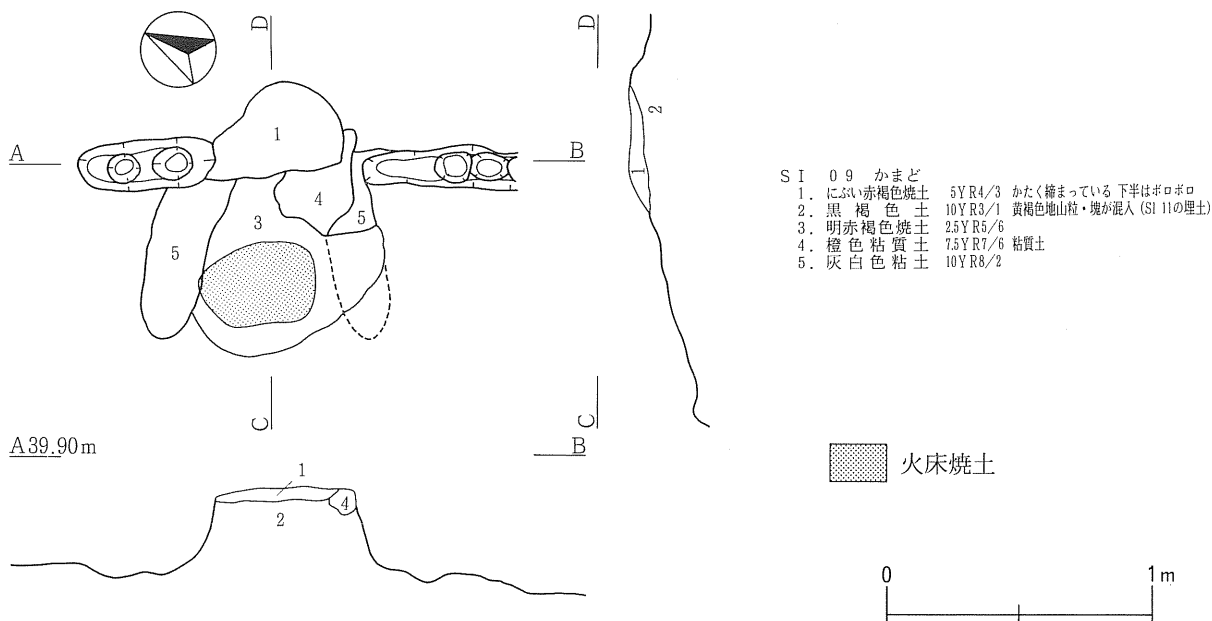 D
D
1
2
A
B
4
3
5
5
1
C
C
A39.90m
B
1
4
2
SI 09 かまど
1. にぶい赤褐色焼土 5YR4/3 かたく締まっている 下半はボロボロ
2. 黒褐色土 10YR3/1 黄褐色地山粒・塊が混入(SI 11の埋土)
3. 明赤褐色焼土 2.5YR5/6
4. 橙色粘質土 7.5YR7/6 粘質土
5. 灰白色粘土 10YR8/2
火床焼土
0 1m